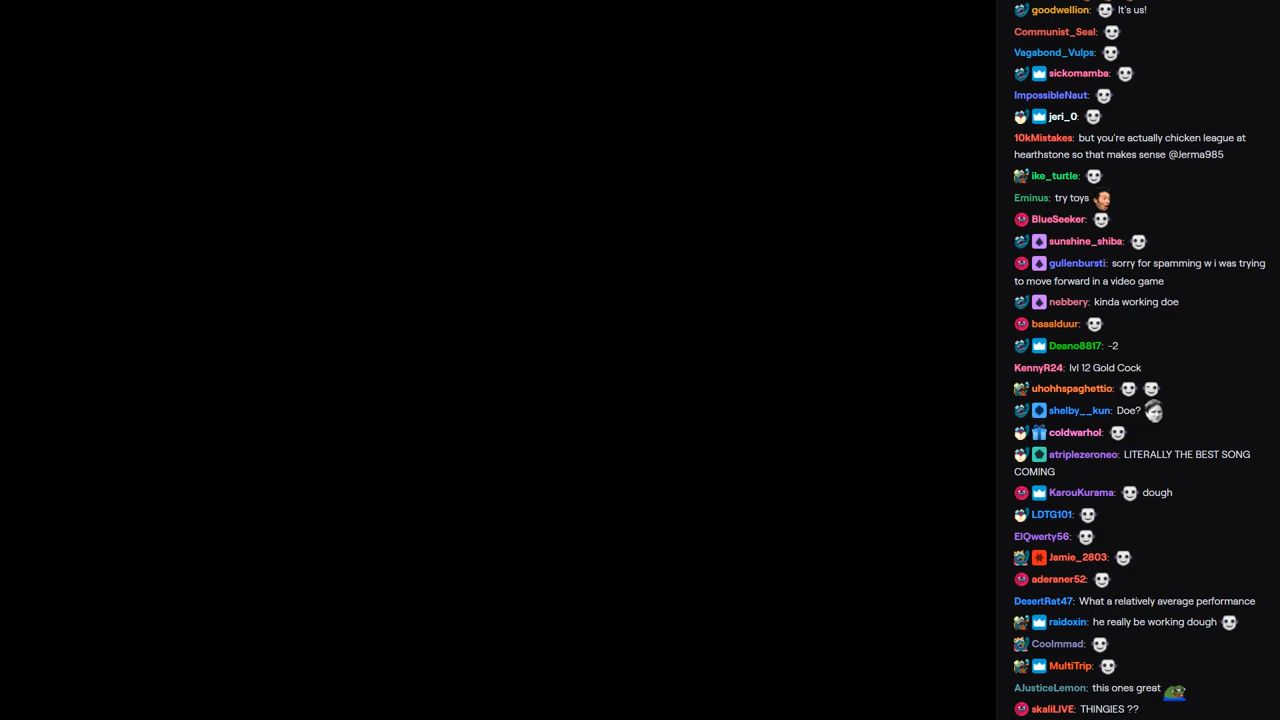 goodwellion: It's us!
Communist_Seal:
Vagabond_Vulps:
sickomamba:
ImpossibleNaut:
jeri_0:
10kMistakes: but you're actually chicken league at
hearthstone so that makes sense @Jerma985
ike_turtle:
Eminus: try toys
BlueSeeker:
sunshine_shiba:
gullenbursti: sorry for spamming w i was trying
to move forward in a video game
nebbery: kinda working doe
baaalduur:
Deano8817: -2
KennyR24: lvl 12 Gold Cock
uhohhspaghettio:
shelby__kun: Doe?
coldwarhol:
atriplezeroneo: LITERALLY THE BEST SONG
COMING
KarouKurama: dough
LDTG101:
ElQwerty56:
Jamie_2803:
aderaner52:
DesertRat47: What a relatively average performance
raidoxin: he really be working dough
Coolmmad:
MultiTrip:
AJusticeLemon: this ones great
skaliLIVE: THINGIES ??